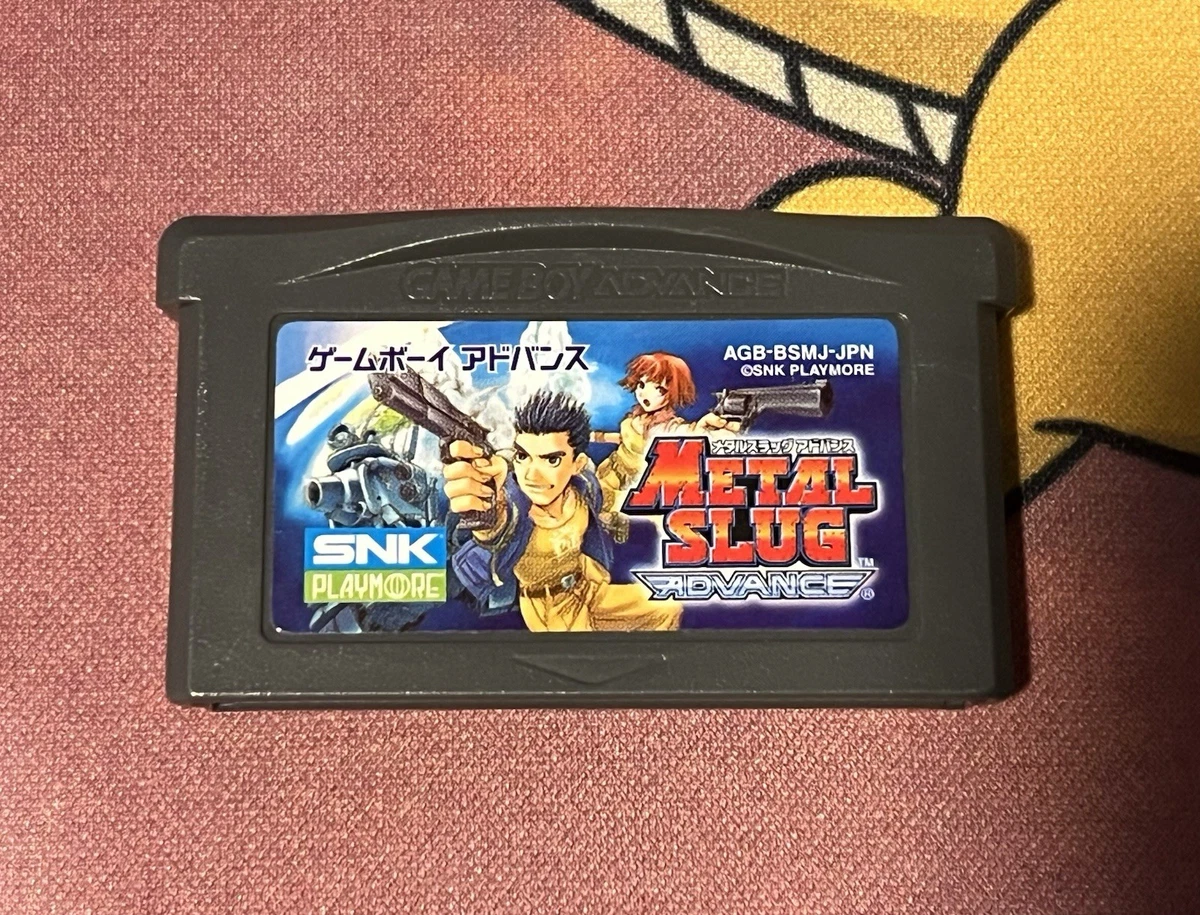 GAME BOY ADVANCE
ゲームボーイ アドバンス
AGB-BSMJ-JPN
©SNK PLAYMORE
メタルスラッグアドバンス
METAL
SLUG
TM
ADVANCE®
SNK®
PLAYMORE